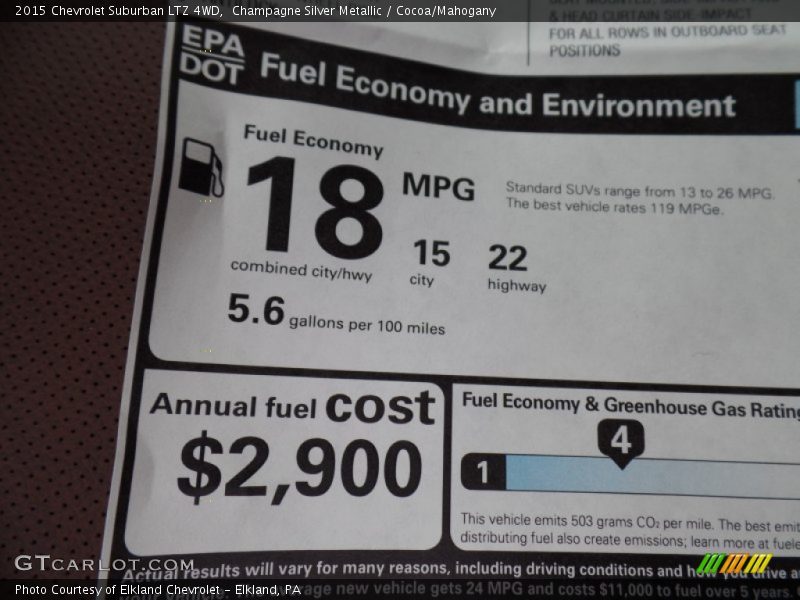 2015 Chevrolet Suburban LTZ 4WD, Champagne Silver Metallic / Cocoa/Mahogany
& HEAD CURTAIN SIDE-IMPACT
FOR ALL ROWS IN OUTBOARD SEAT
POSITIONS
EPA
DOT
Fuel Economy and Environment
Fuel Economy
18 MPG
Standard SUVs range from 13 to 26 MPG.
The best vehicle rates 119 MPGe.
15 22
combined city/hwy city highway
5.6 gallons per 100 miles
Annual fuel cost
$2,900
Fuel Economy & Greenhouse Gas Rating
4
1
This vehicle emits 503 grams CO₂ per mile. The best emit
distributing fuel also create emissions; learn more at fuele
Actual results will vary for many reasons, including driving conditions and how you drive a
GTcarlot.com
new vehicle gets 24 MPG and costs $11,000 to fuel over 5 years.
Photo Courtesy of Elkland Chevrolet - Elkland, PA